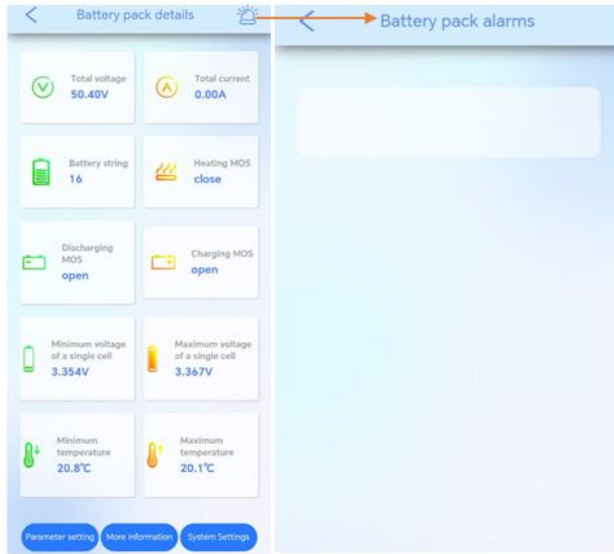 Battery pack details
Battery pack alarms
Total voltage
50.40V
Total current
0.00A
Battery string
16
Heating MOS
close
Discharging
MOS
open
Charging MOS
open
Minimum voltage
of a single cell
3.354V
Maximum voltage
of a single cell
3.367V
Minimum
temperature
20.8℃
Maximum
temperature
20.1℃
Parameter setting
More information
System Settings